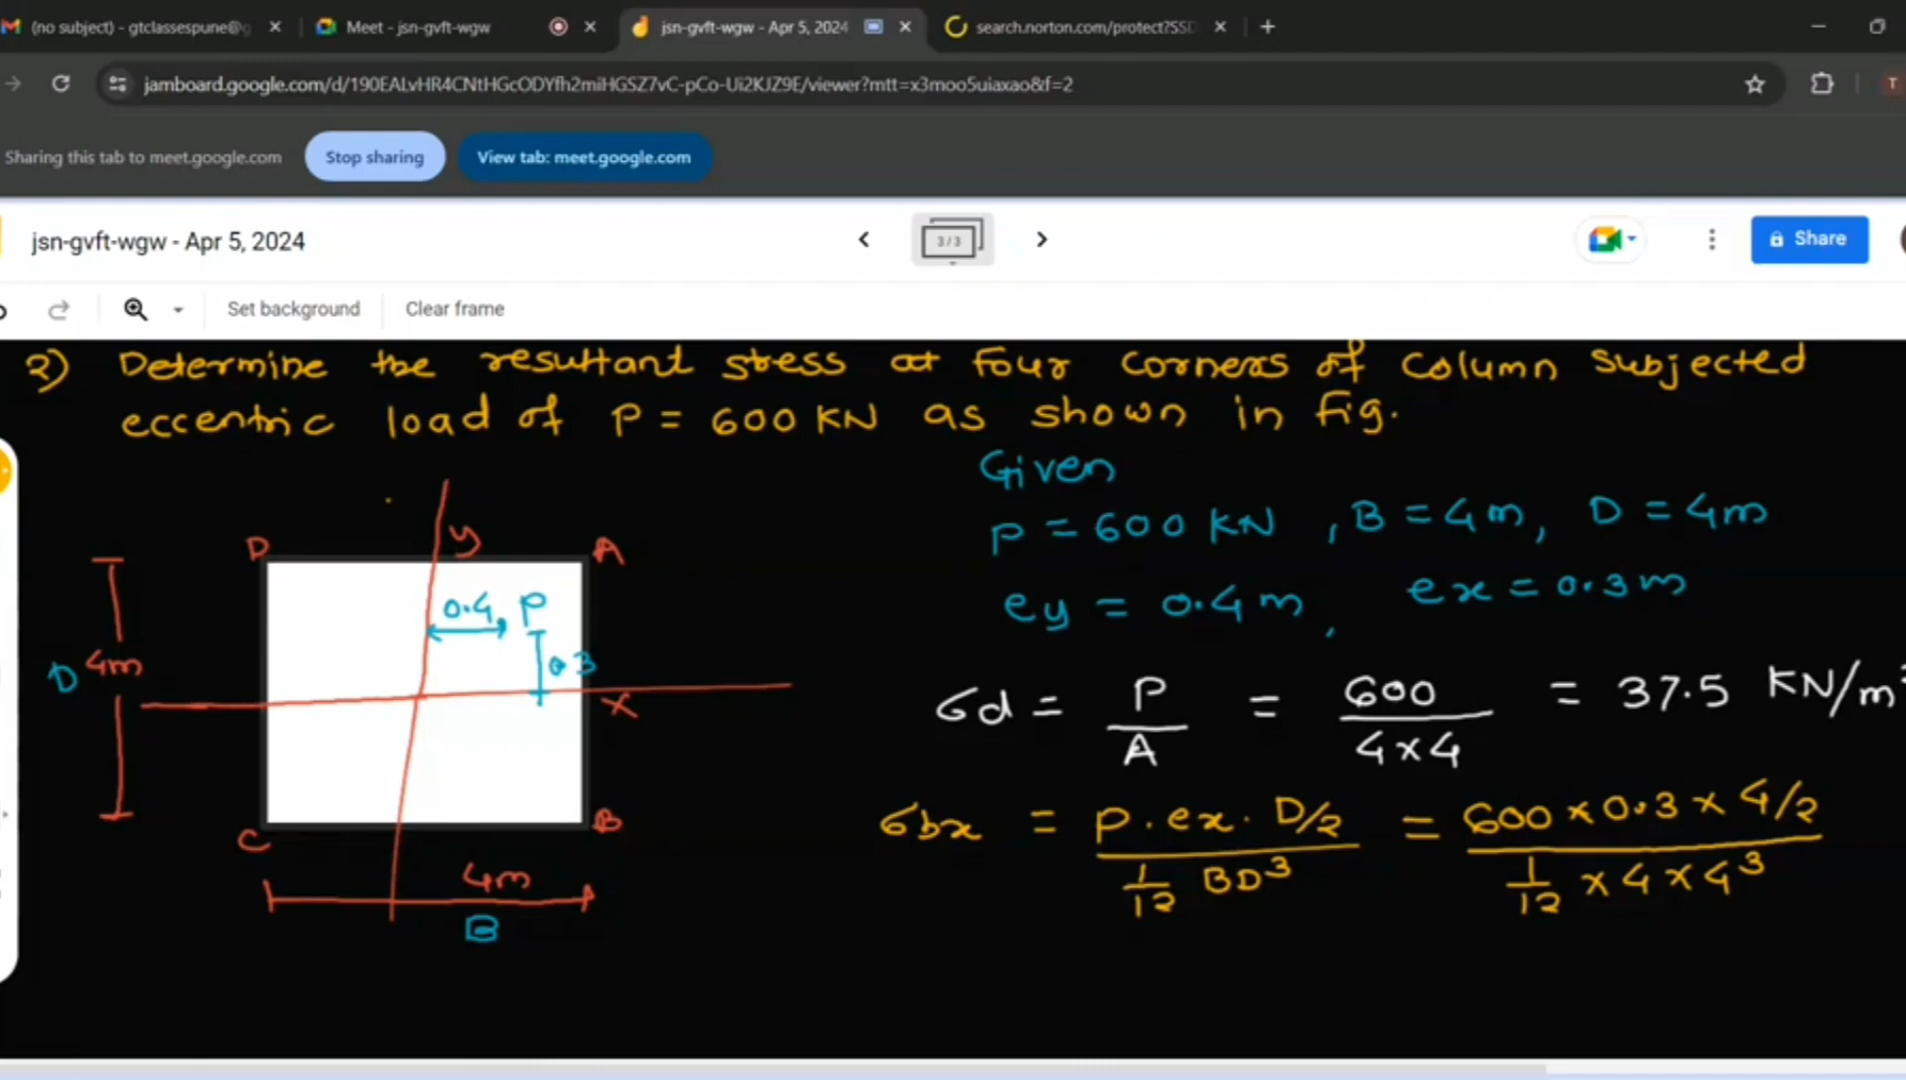 (no subject) - gtclassespune@g
Meet - jsn-gvft-wgw
jsn-gvft-wgw - Apr 5, 2024
search.norton.com/protect?SSD
jamboard.google.com/d/190EALvHR4CNtHGcODYfh2miHGSZ7vC-pCo-Ui2KJZ9E/viewer?mtt=x3moo5uiaxao&f=2
T
Sharing this tab to meet.google.com
Stop sharing
View tab: meet.google.com
jsn-gvft-wgw - Apr 5, 2024
3 / 3
Share
Set background
Clear frame
2) Determine the resultant stress at four corners of column subjected
eccentric load of P = 600 KN as shown in fig.
Given
P = 600 KN , B = 4m, D = 4m
ey = 0.4 m, ex = 0.3 m
D
y
A
0.4 P
0.3
D 4m
X
C
B
4m
B
σd = P/A = 600/(4x4) = 37.5 KN/m²
σbx = (P.ex. D/2)/(1/12 BD³) = (600 x 0.3 x 4/2)/(1/12 x 4 x 4³)